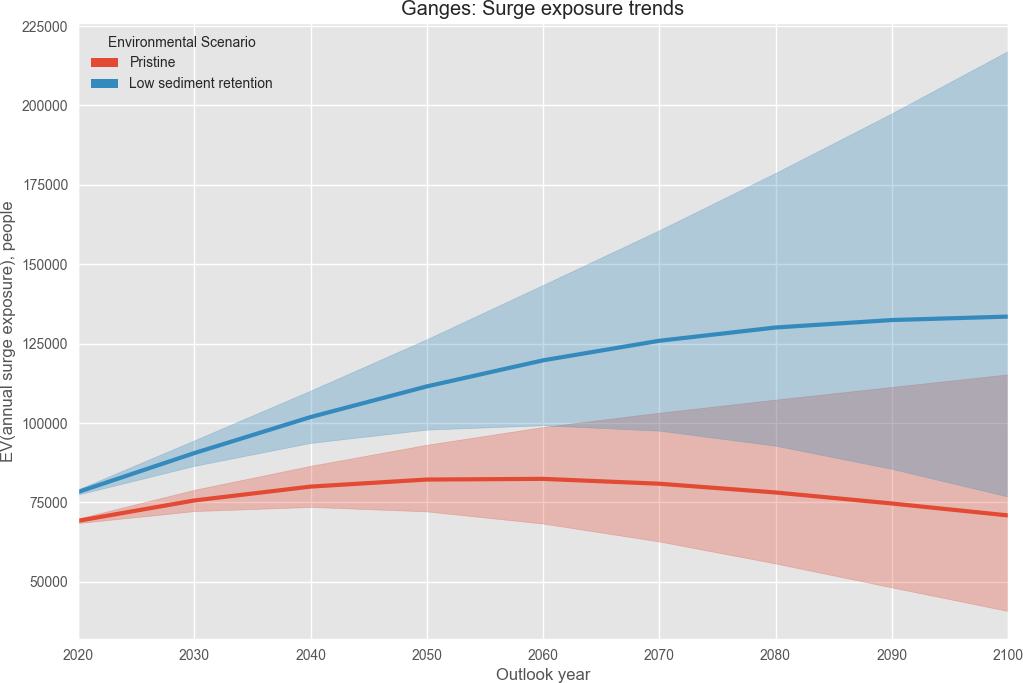 Ganges: Surge exposure trends
225000
200000
175000
150000
125000
100000
75000
50000
EV(annual surge exposure), people
Environmental Scenario
Pristine
Low sediment retention
2020 2030 2040 2050 2060 2070 2080 2090 2100
Outlook year